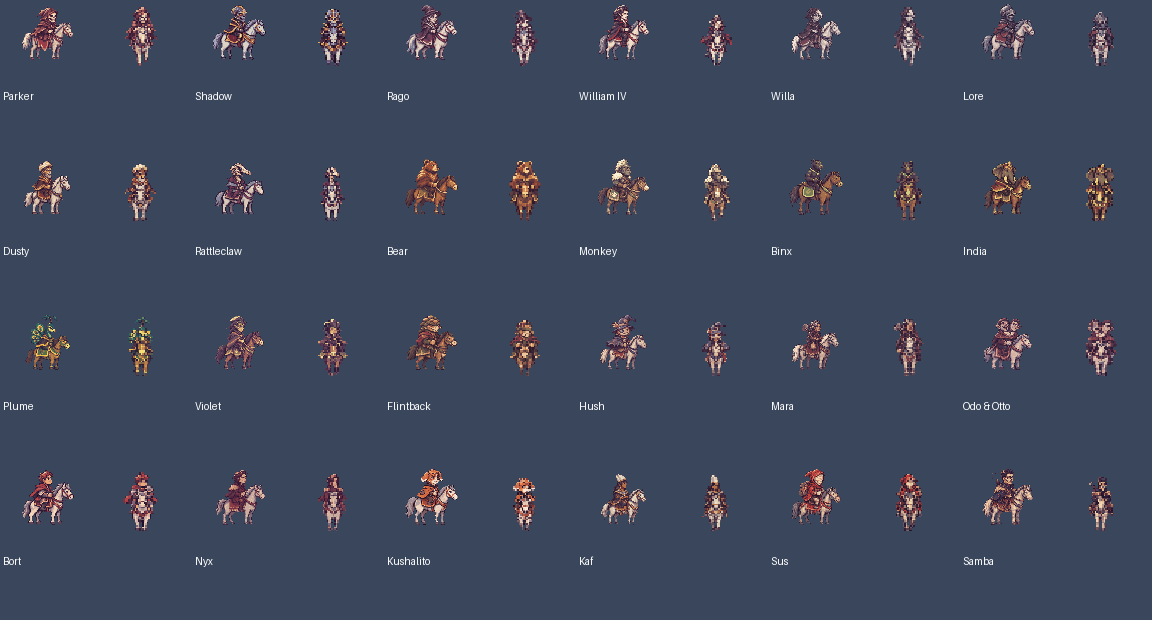 Parker
Shadow
Rago
William IV
Willa
Lore
Dusty
Rattleclaw
Bear
Monkey
Binx
India
Plume
Violet
Flintback
Hush
Mara
Odo & Otto
Bort
Nyx
Kushalito
Kaf
Sus
Samba